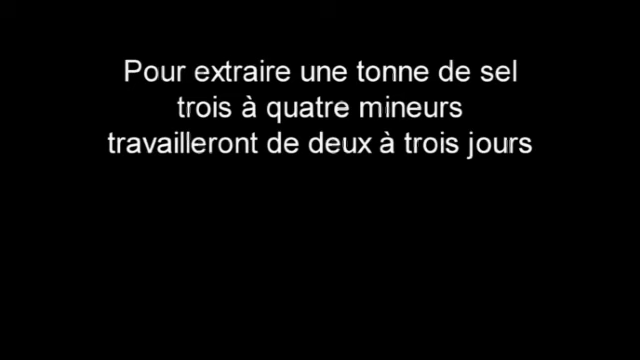 Pour extraire une tonne de sel
trois à quatre mineurs
travailleront de deux à trois jours